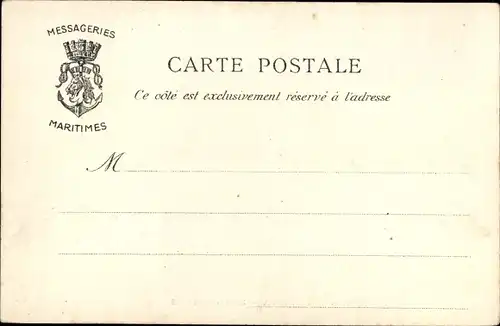 MESSAGERIES
MARITIMES
CARTE POSTALE
Ce côté est exclusivement réservé à l'adresse
M